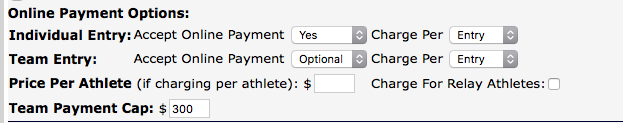 Online Payment Options:
Individual Entry: Accept Online Payment Yes Charge Per Entry
Team Entry: Accept Online Payment Optional Charge Per Entry
Price Per Athlete (if charging per athlete): $ Charge For Relay Athletes:
Team Payment Cap: $ 300